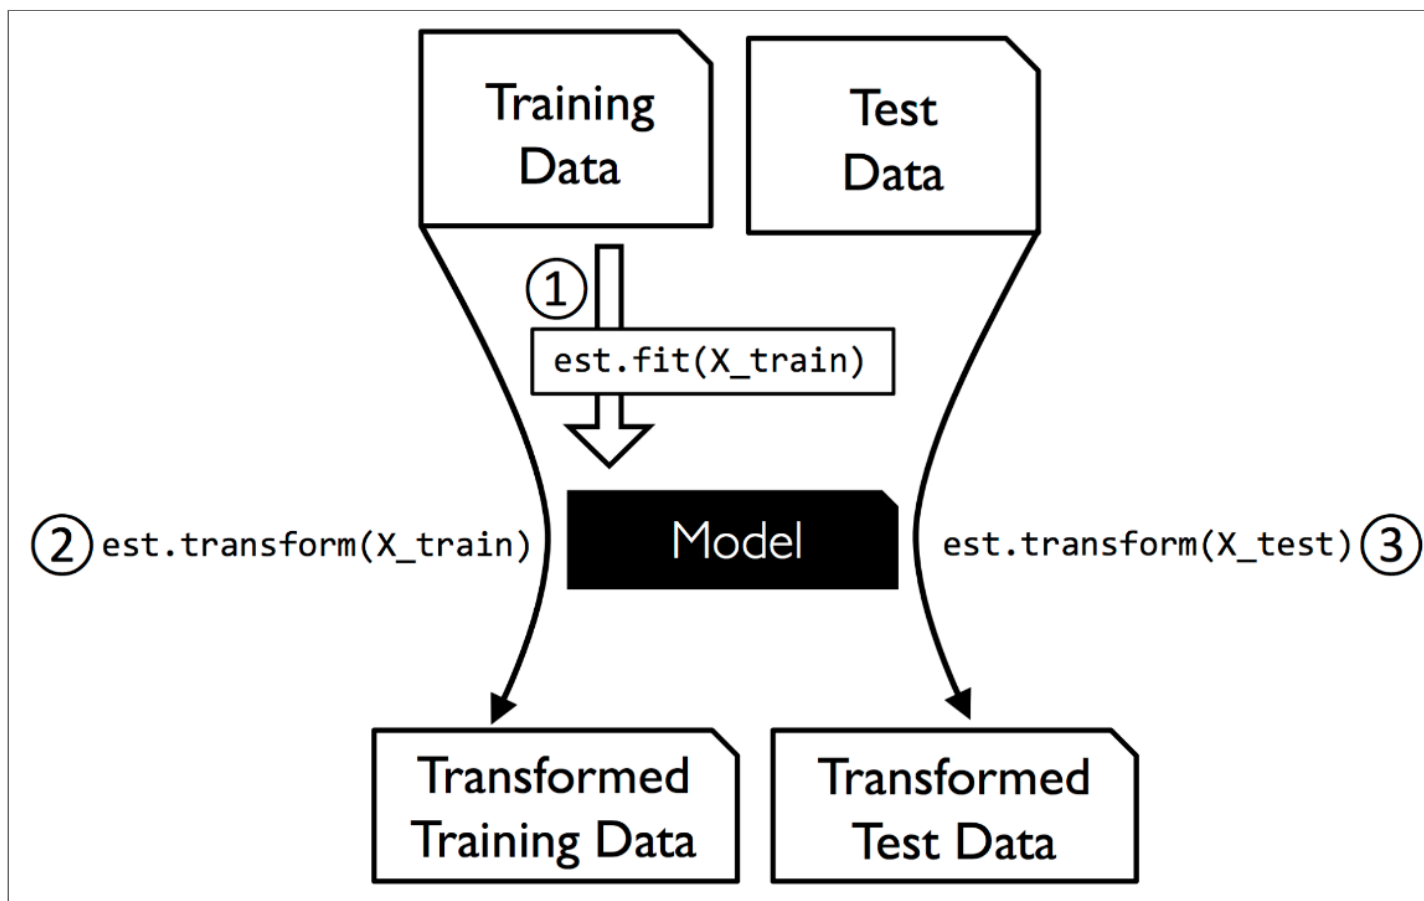 Training
Data
Test
Data
①
est.fit(X_train)
② est.transform(X_train)
Model
est.transform(X_test) ③
Transformed
Training Data
Transformed
Test Data